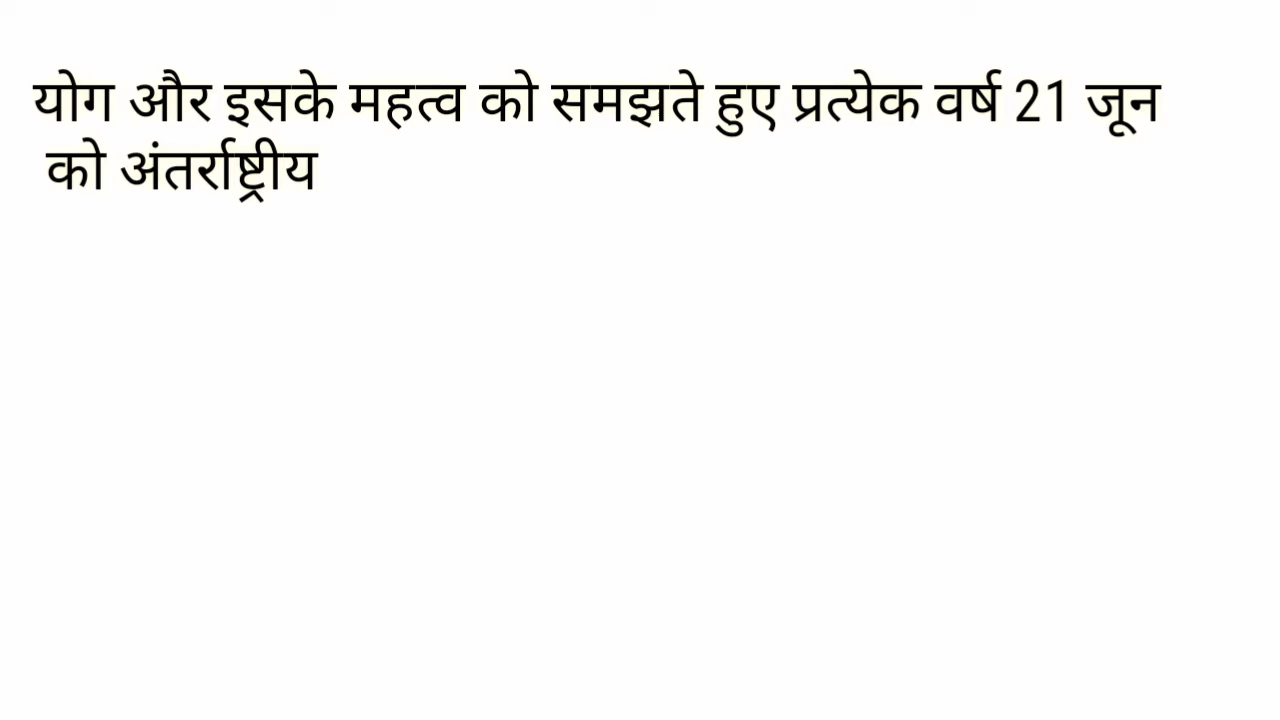 योग और इसके महत्व को समझते हुए प्रत्येक वर्ष 21 जून
को अंतर्राष्ट्रीय